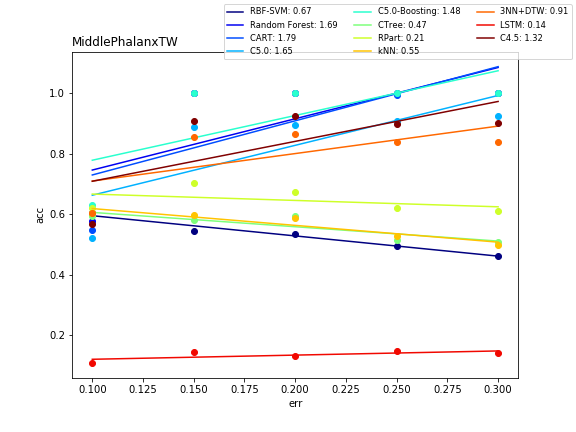 RBF-SVM: 0.67
Random Forest: 1.69
CART: 1.79
C5.0: 1.65
C5.0-Boosting: 1.48
CTree: 0.47
RPart: 0.21
kNN: 0.55
3NN+DTW: 0.91
LSTM: 0.14
C4.5: 1.32
MiddlePhalanxTW
acc
1.0
0.8
0.6
0.4
0.2
0.100 0.125 0.150 0.175 0.200 0.225 0.250 0.275 0.300
err